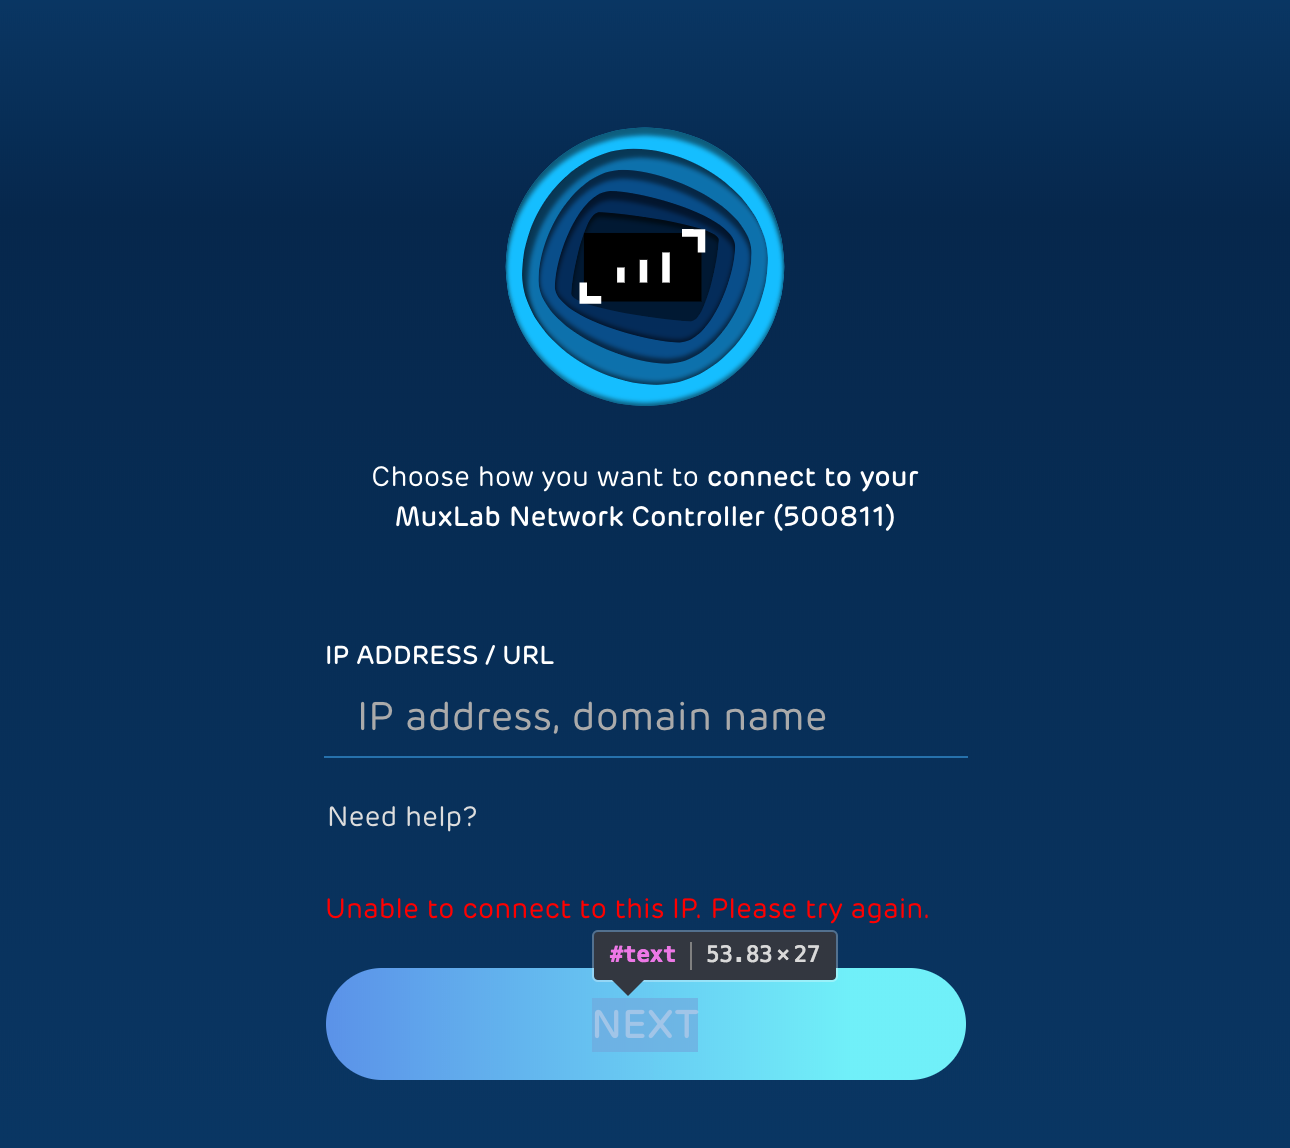 Choose how you want to connect to your
MuxLab Network Controller (500811)
IP ADDRESS / URL
IP address, domain name
Need help?
Unable to connect to this IP. Please try again.
#text | 53.83×27
NEXT